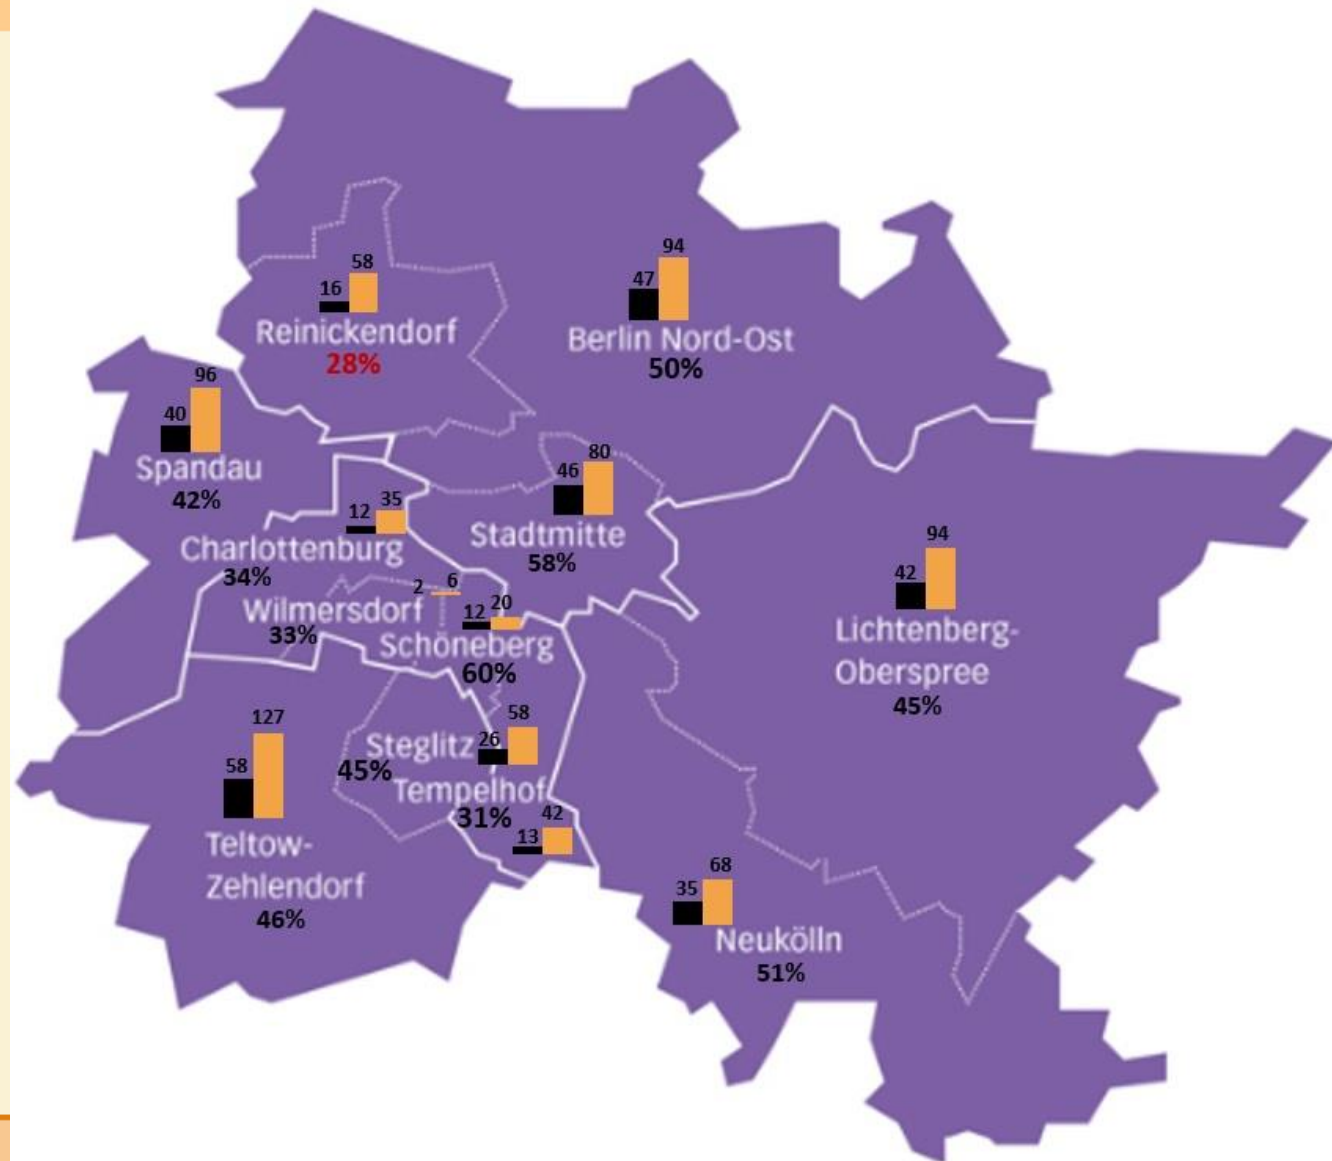 58
16
Reinickendorf
28%
94
47
Berlin Nord-Ost
50%
96
40
Spandau
42%
80
46
Stadtmitte
58%
35
12
Charlottenburg
34%
94
42
Lichtenberg-
Oberspree
45%
2 6
Wilmersdorf
33%
12 20
Schöneberg
60%
127
58
Teltow-
Zehlendorf
46%
58
26
Steglitz
45%
Tempelhof
31%
42
13
68
35
Neukölln
51%